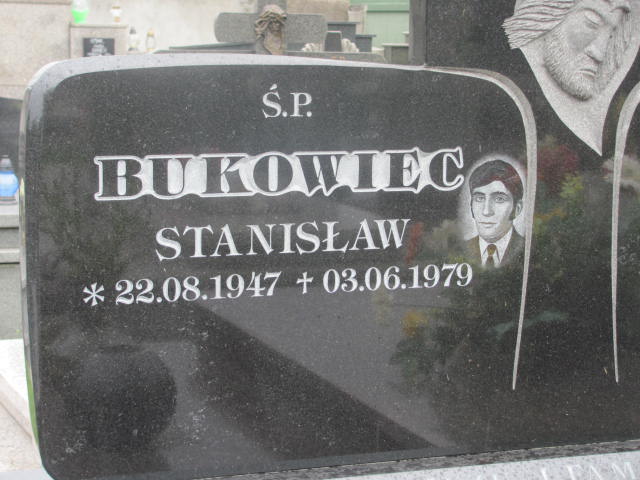 Ś.P.
BUKOWIEC
STANISŁAW
* 22.08.1947 † 03.06.1979